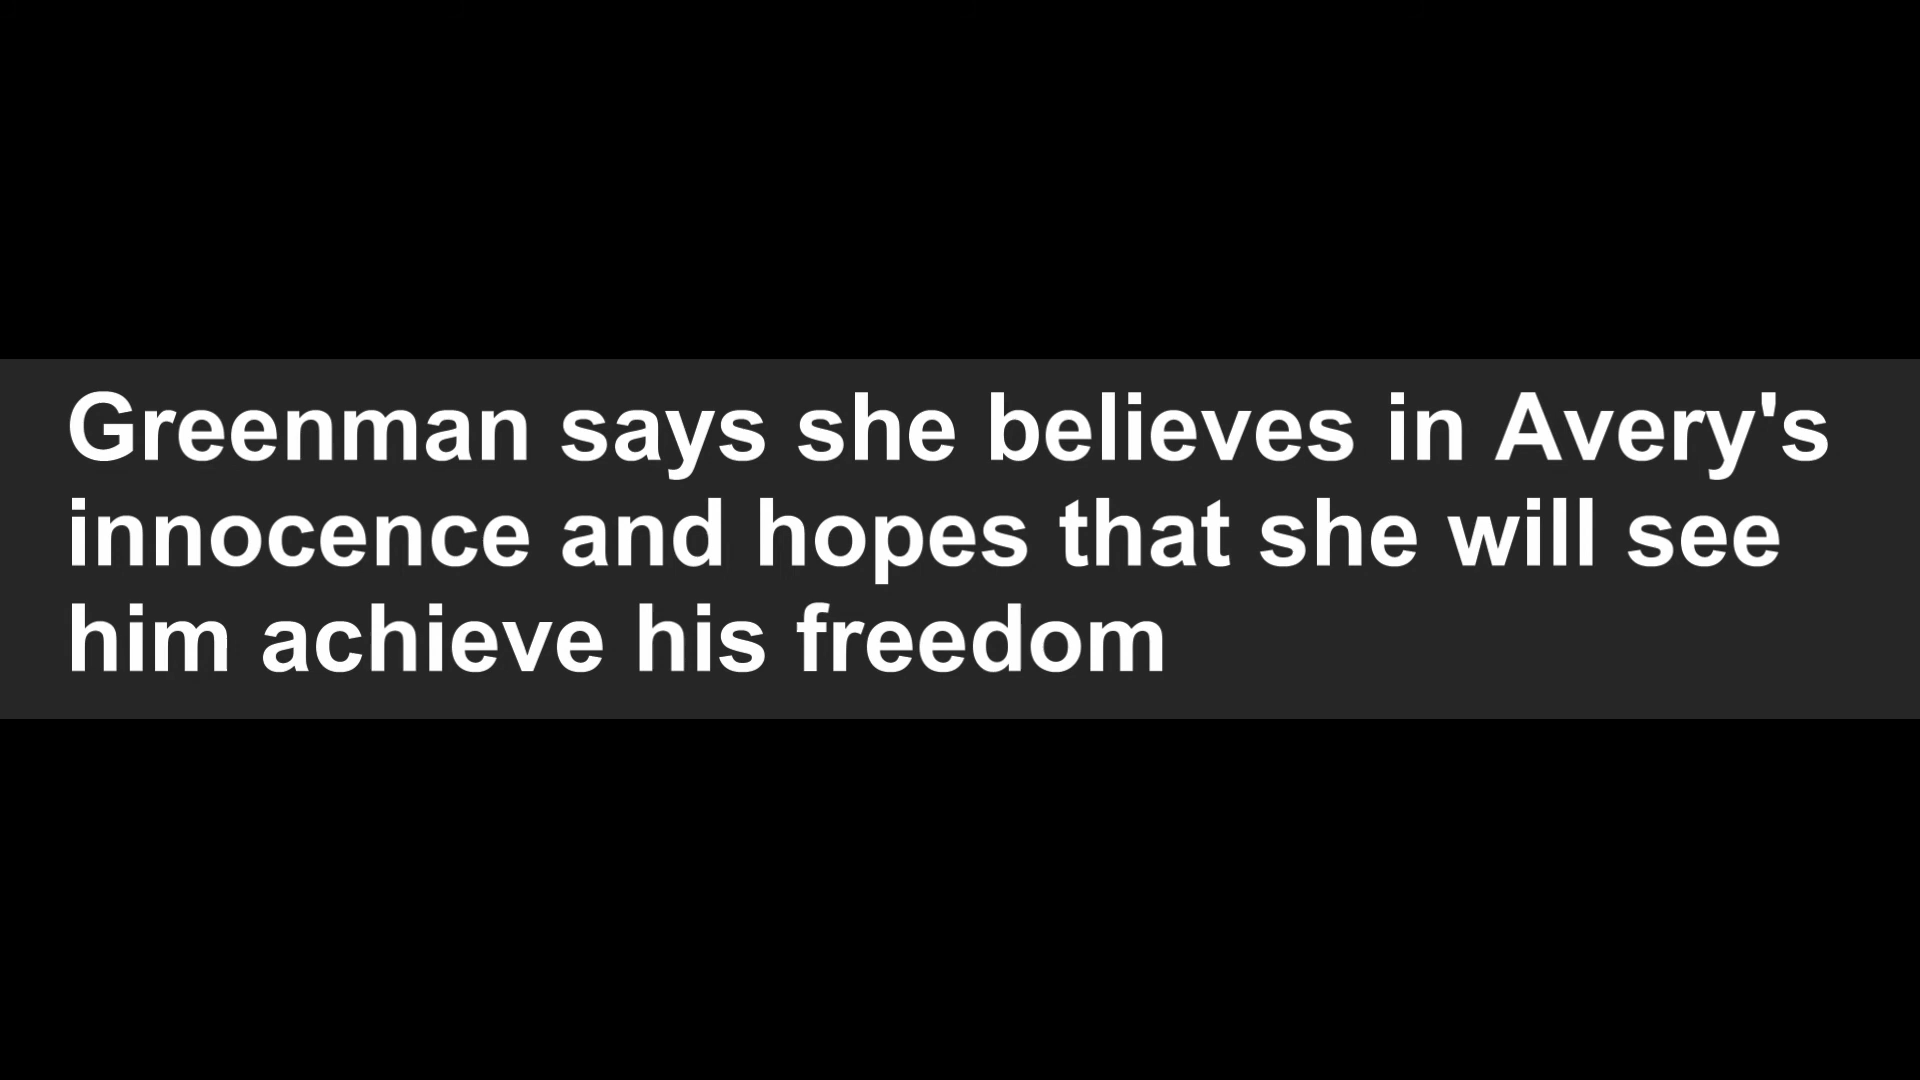 Greenman says she believes in Avery's
innocence and hopes that she will see
him achieve his freedom